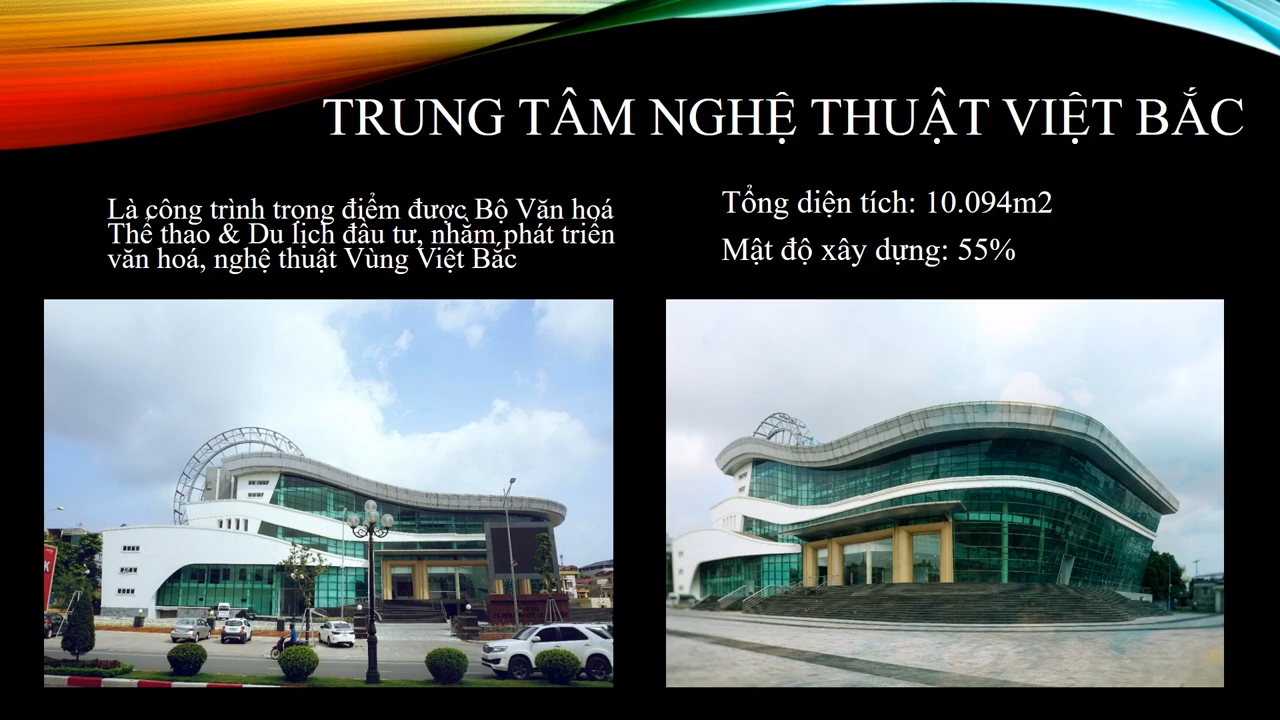 TRUNG TÂM NGHỆ THUẬT VIỆT BẮC
Là công trình trọng điểm được Bộ Văn hoá
Thể thao & Du lịch đầu tư, nhằm phát triển
văn hoá, nghệ thuật Vùng Việt Bắc
Tổng diện tích: 10.094m2
Mật độ xây dựng: 55%